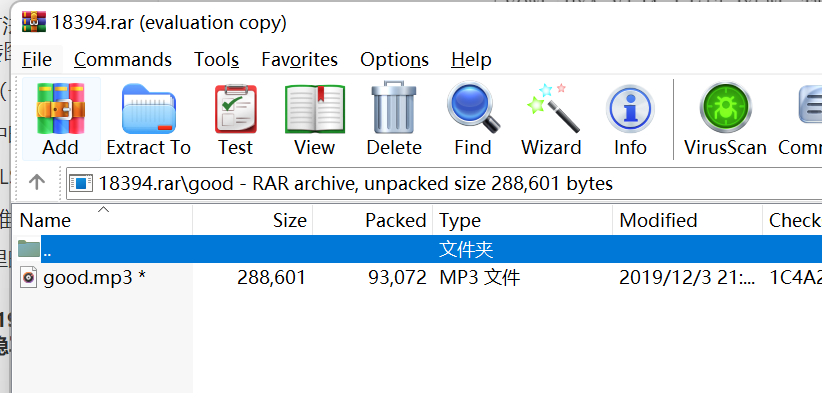 18394.rar (evaluation copy)
File Commands Tools Favorites Options Help
Add Extract To Test View Delete Find Wizard Info VirusScan Comm
18394.rar\good - RAR archive, unpacked size 288,601 bytes
Name Size Packed Type Modified Check
.. 文件夹
good.mp3 * 288,601 93,072 MP3 文件 2019/12/3 21:... 1C4A2